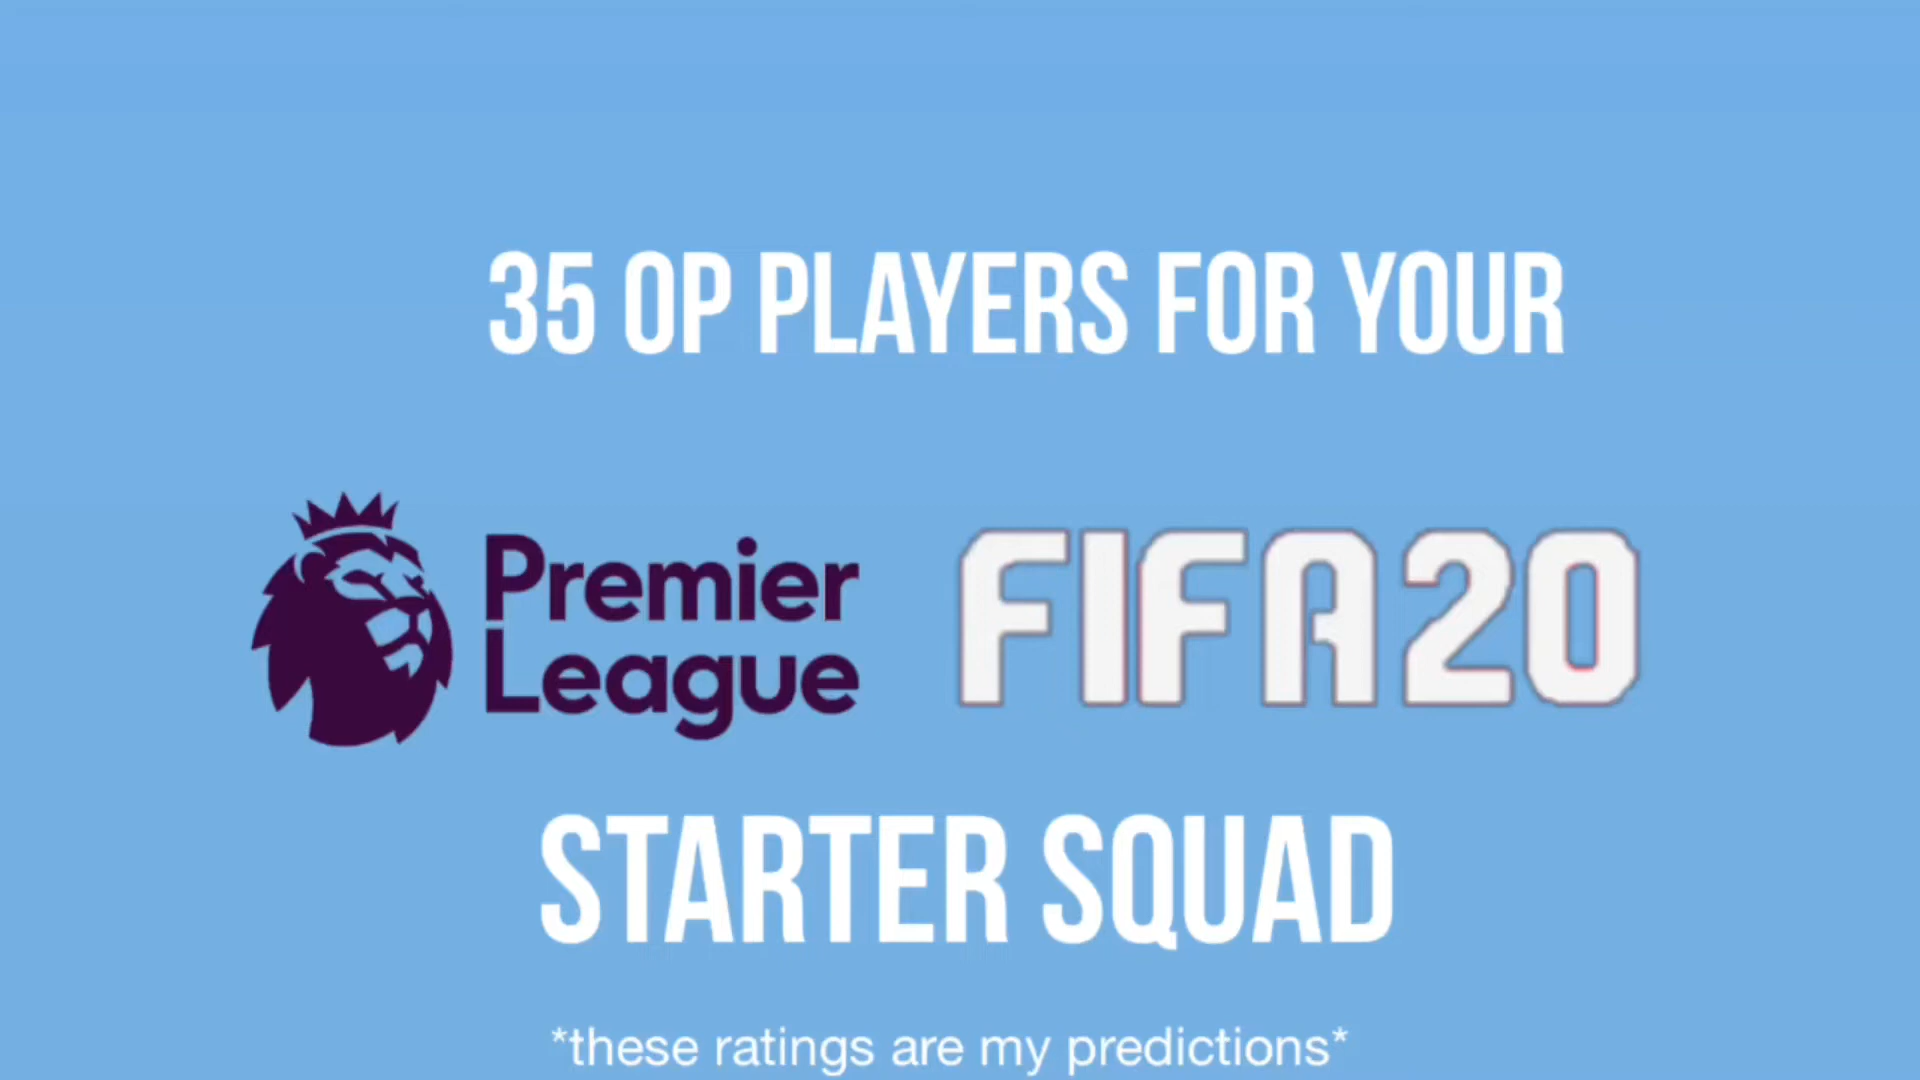 35 OP PLAYERS FOR YOUR
Premier
League
FIFA20
STARTER SQUAD
*these ratings are my predictions*